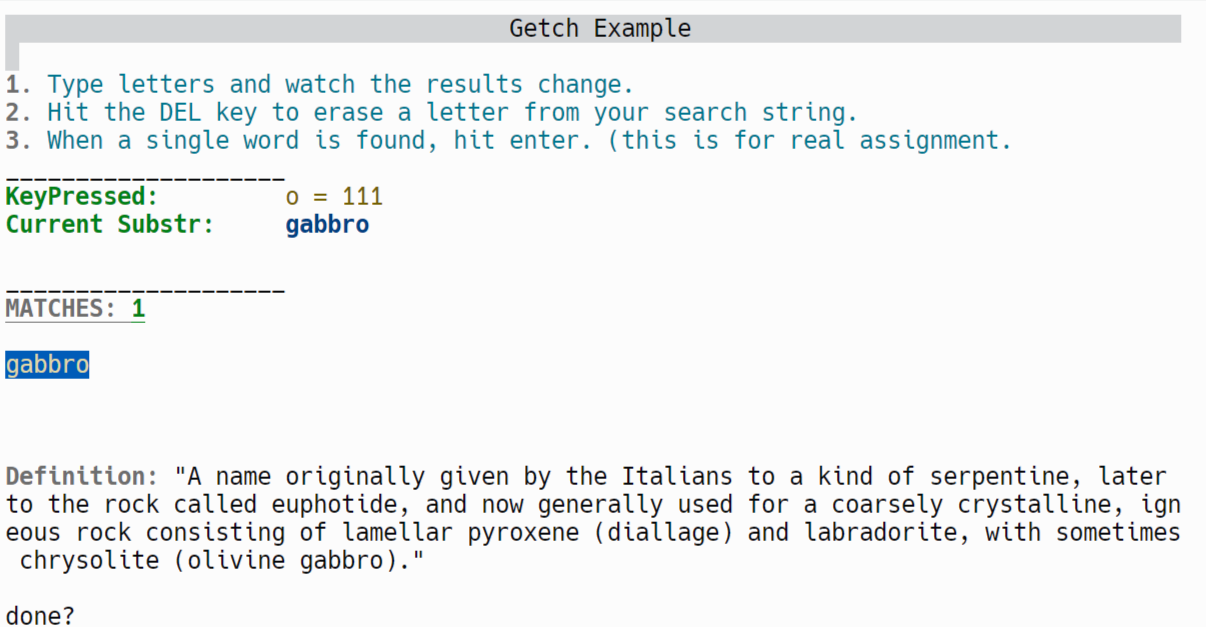 Getch Example
1. Type letters and watch the results change.
2. Hit the DEL key to erase a letter from your search string.
3. When a single word is found, hit enter. (this is for real assignment.
____________________
KeyPressed: o = 111
Current Substr: gabbro
____________________
MATCHES: 1
gabbro
Definition: "A name originally given by the Italians to a kind of serpentine, later
to the rock called euphotide, and now generally used for a coarsely crystalline, ign
eous rock consisting of lamellar pyroxene (diallage) and labradorite, with sometimes
chrysolite (olivine gabbro)."
done?